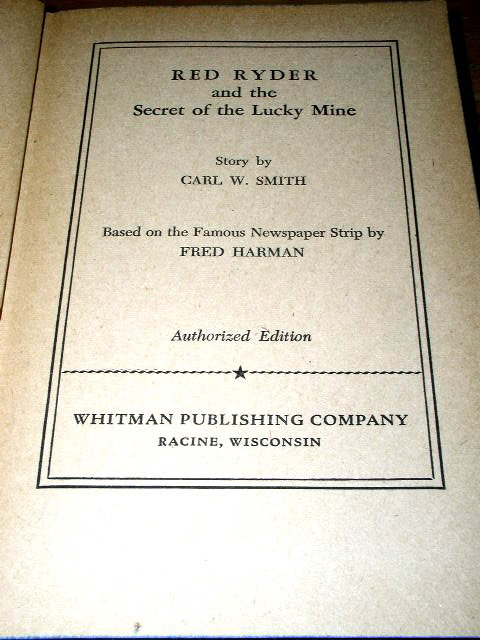 RED RYDER
and the
Secret of the Lucky Mine
Story by
CARL W. SMITH
Based on the Famous Newspaper Strip by
FRED HARMAN
Authorized Edition
WHITMAN PUBLISHING COMPANY
RACINE, WISCONSIN